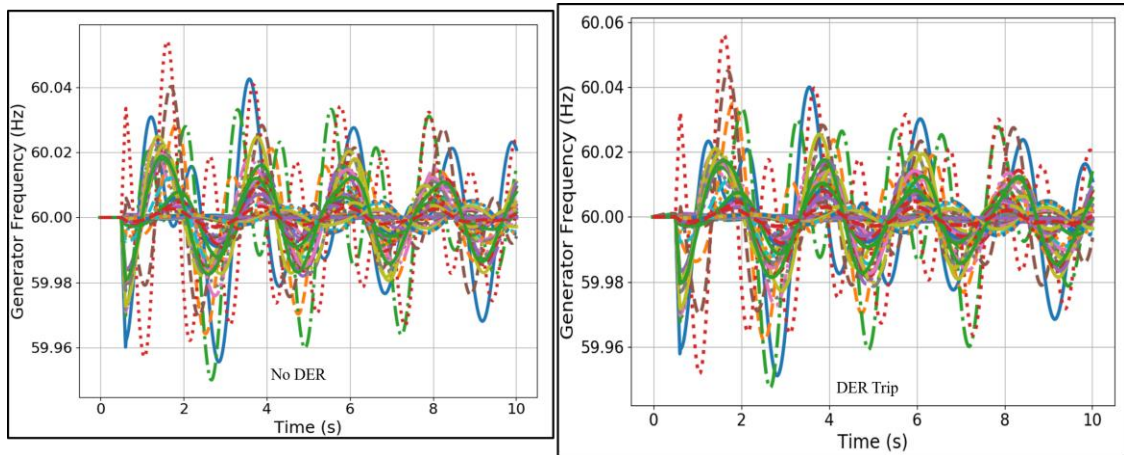 Generator Frequency (Hz)
60.04
60.02
60.00
59.98
59.96
No DER
0 2 4 6 8 10
Time (s)
Generator Frequency (Hz)
60.06
60.04
60.02
60.00
59.98
59.96
DER Trip
0 2 4 6 8 10
Time (s)